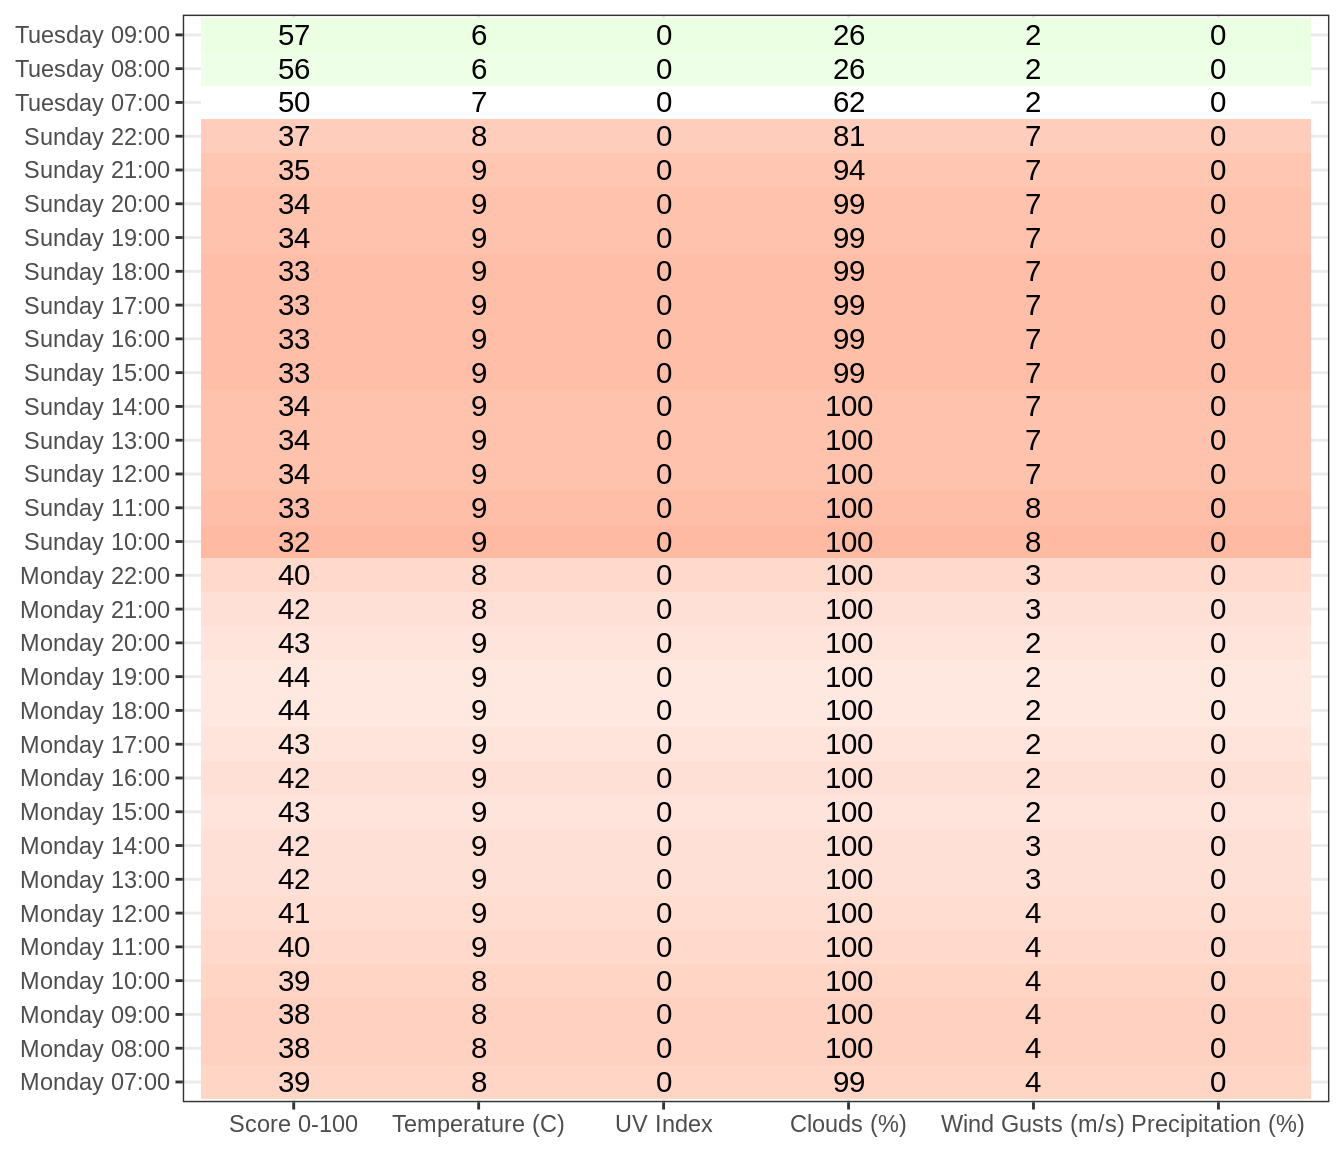 Tuesday 09:00 57 6 0 26 2 0
Tuesday 08:00 56 6 0 26 2 0
Tuesday 07:00 50 7 0 62 2 0
Sunday 22:00 37 8 0 81 7 0
Sunday 21:00 35 9 0 94 7 0
Sunday 20:00 34 9 0 99 7 0
Sunday 19:00 34 9 0 99 7 0
Sunday 18:00 33 9 0 99 7 0
Sunday 17:00 33 9 0 99 7 0
Sunday 16:00 33 9 0 99 7 0
Sunday 15:00 33 9 0 99 7 0
Sunday 14:00 34 9 0 100 7 0
Sunday 13:00 34 9 0 100 7 0
Sunday 12:00 34 9 0 100 7 0
Sunday 11:00 33 9 0 100 8 0
Sunday 10:00 32 9 0 100 8 0
Monday 22:00 40 8 0 100 3 0
Monday 21:00 42 8 0 100 3 0
Monday 20:00 43 9 0 100 2 0
Monday 19:00 44 9 0 100 2 0
Monday 18:00 44 9 0 100 2 0
Monday 17:00 43 9 0 100 2 0
Monday 16:00 42 9 0 100 2 0
Monday 15:00 43 9 0 100 2 0
Monday 14:00 42 9 0 100 3 0
Monday 13:00 42 9 0 100 3 0
Monday 12:00 41 9 0 100 4 0
Monday 11:00 40 9 0 100 4 0
Monday 10:00 39 8 0 100 4 0
Monday 09:00 38 8 0 100 4 0
Monday 08:00 38 8 0 100 4 0
Monday 07:00 39 8 0 99 4 0
Score 0-100 Temperature (C) UV Index Clouds (%) Wind Gusts (m/s) Precipitation (%)